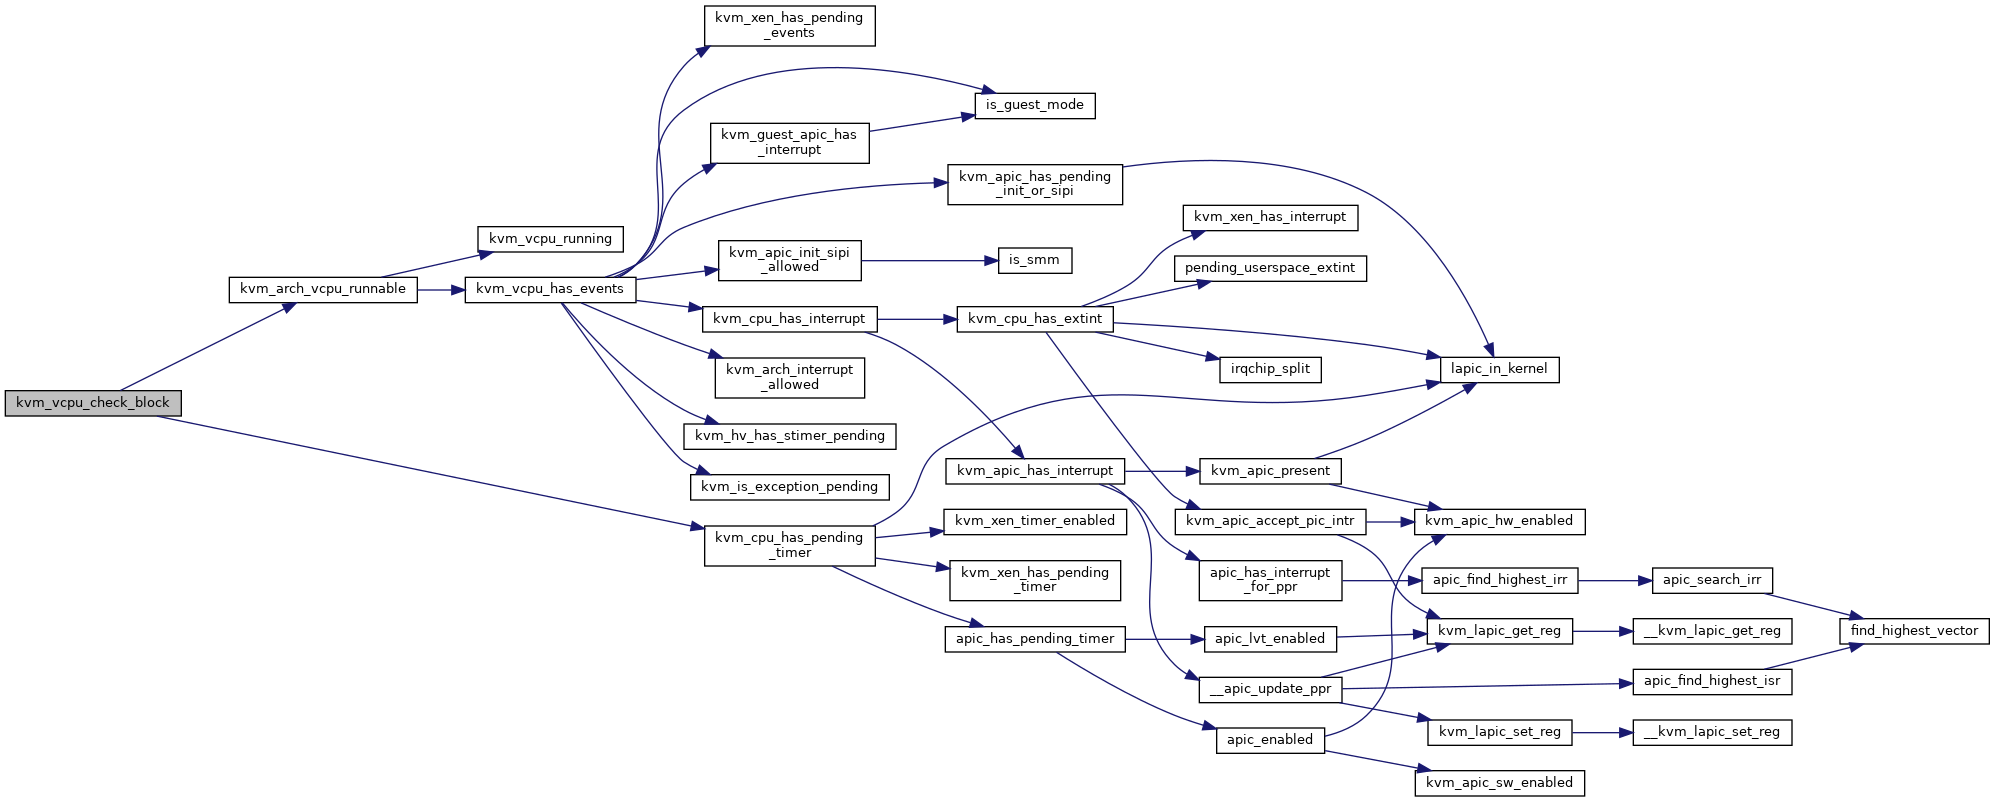 kvm_xen_has_pending
_events
is_guest_mode
kvm_guest_apic_has
_interrupt
kvm_apic_has_pending
_init_or_sipi
kvm_xen_has_interrupt
kvm_vcpu_running
kvm_apic_init_sipi
_allowed
is_smm
pending_userspace_extint
kvm_arch_vcpu_runnable
kvm_vcpu_has_events
kvm_cpu_has_interrupt
kvm_cpu_has_extint
kvm_arch_interrupt
_allowed
irqchip_split
lapic_in_kernel
kvm_vcpu_check_block
kvm_hv_has_stimer_pending
kvm_apic_has_interrupt
kvm_apic_present
kvm_is_exception_pending
kvm_xen_timer_enabled
kvm_apic_accept_pic_intr
kvm_apic_hw_enabled
kvm_cpu_has_pending
_timer
kvm_xen_has_pending
_timer
apic_has_interrupt
_for_ppr
apic_find_highest_irr
apic_search_irr
apic_has_pending_timer
apic_lvt_enabled
kvm_lapic_get_reg
__kvm_lapic_get_reg
find_highest_vector
__apic_update_ppr
apic_find_highest_isr
apic_enabled
kvm_lapic_set_reg
__kvm_lapic_set_reg
kvm_apic_sw_enabled